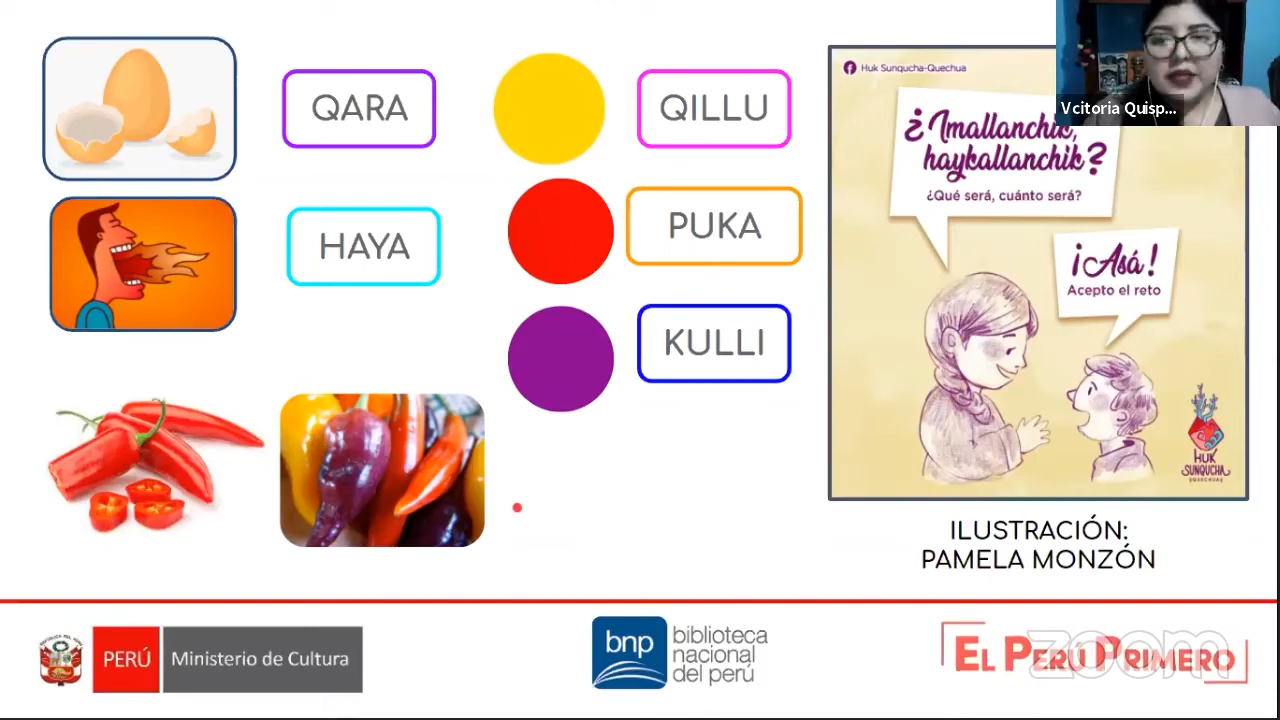 QARA
HAYA
QILLU
PUKA
KULLI
Huk Sunqucha-Quechua
¿Imallanchik,
haykallanchik?
¿Qué será, cuánto será?
¡Asá!
Acepto el reto
HUK
SUNQUCHA
(QUECHUA)
Vcitoria Quisp...
ILUSTRACIÓN:
PAMELA MONZÓN
PERÚ
Ministerio de Cultura
bnp
biblioteca
nacional
del perú
EL PERÚ PRIMERO
zoom